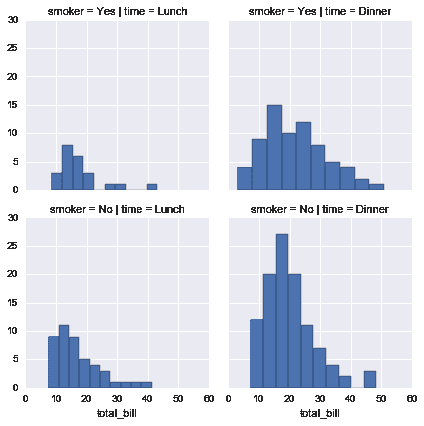 smoker = Yes | time = Lunch
smoker = Yes | time = Dinner
30
25
20
15
10
5
0
smoker = No | time = Lunch
smoker = No | time = Dinner
30
25
20
15
10
5
0
0 10 20 30 40 50 60
0 10 20 30 40 50 60
total_bill
total_bill